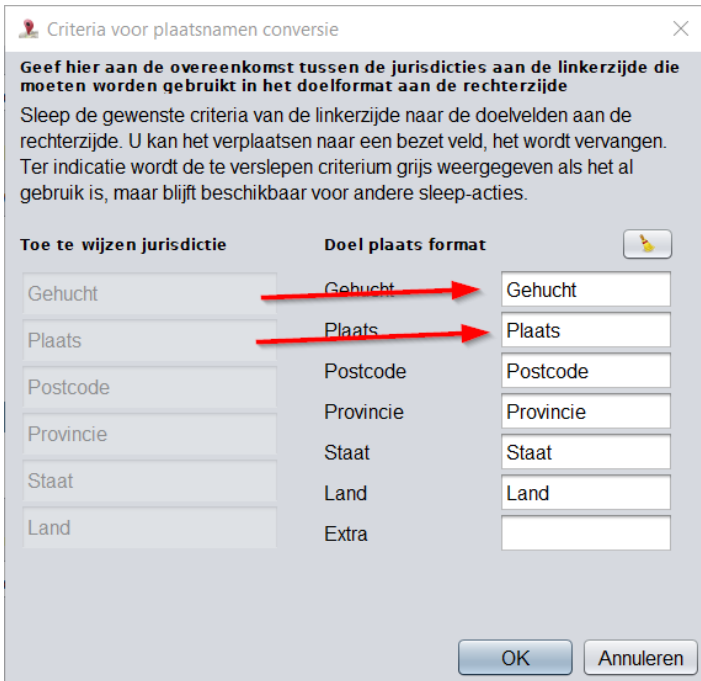 Criteria voor plaatsnamen conversie
Geef hier aan de overeenkomst tussen de jurisdicties aan de linkerzijde die
moeten worden gebruikt in het doelformat aan de rechterzijde
Sleep de gewenste criteria van de linkerzijde naar de doelvelden aan de
rechterzijde. U kan het verplaatsen naar een bezet veld, het wordt vervangen.
Ter indicatie wordt de te verslepen criterium grijs weergegeven als het al
gebruik is, maar blijft beschikbaar voor andere sleep-acties.
Toe te wijzen jurisdictie Doel plaats format
Gehucht Gehucht Gehucht
Plaats Plaats Plaats
Postcode Postcode Postcode
Provincie Provincie Provincie
Staat Staat Staat
Land Land Land
Extra
OK Annuleren